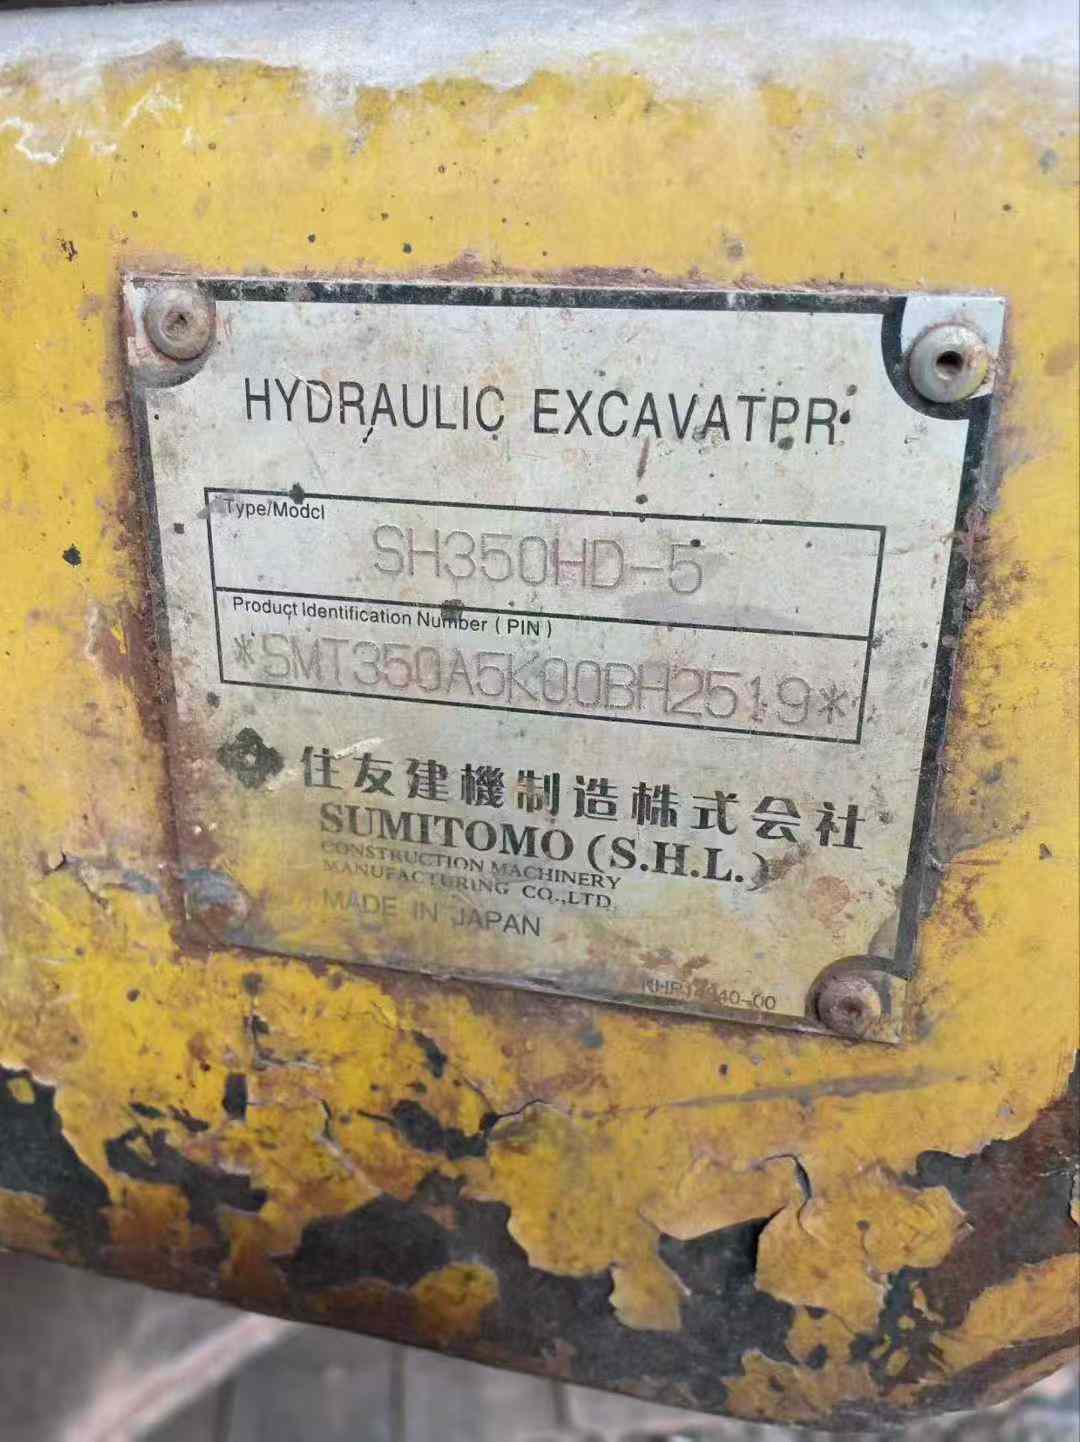 HYDRAULIC EXCAVATPR
Type/Model
SH350HD-5
Product Identification Number (PIN)
*SMT350A5K00BH2519*
住友建機制造株式会社
SUMITOMO (S.H.L.)
CONSTRUCTION MACHINERY
MANUFACTURING CO.,LTD.
MADE IN JAPAN